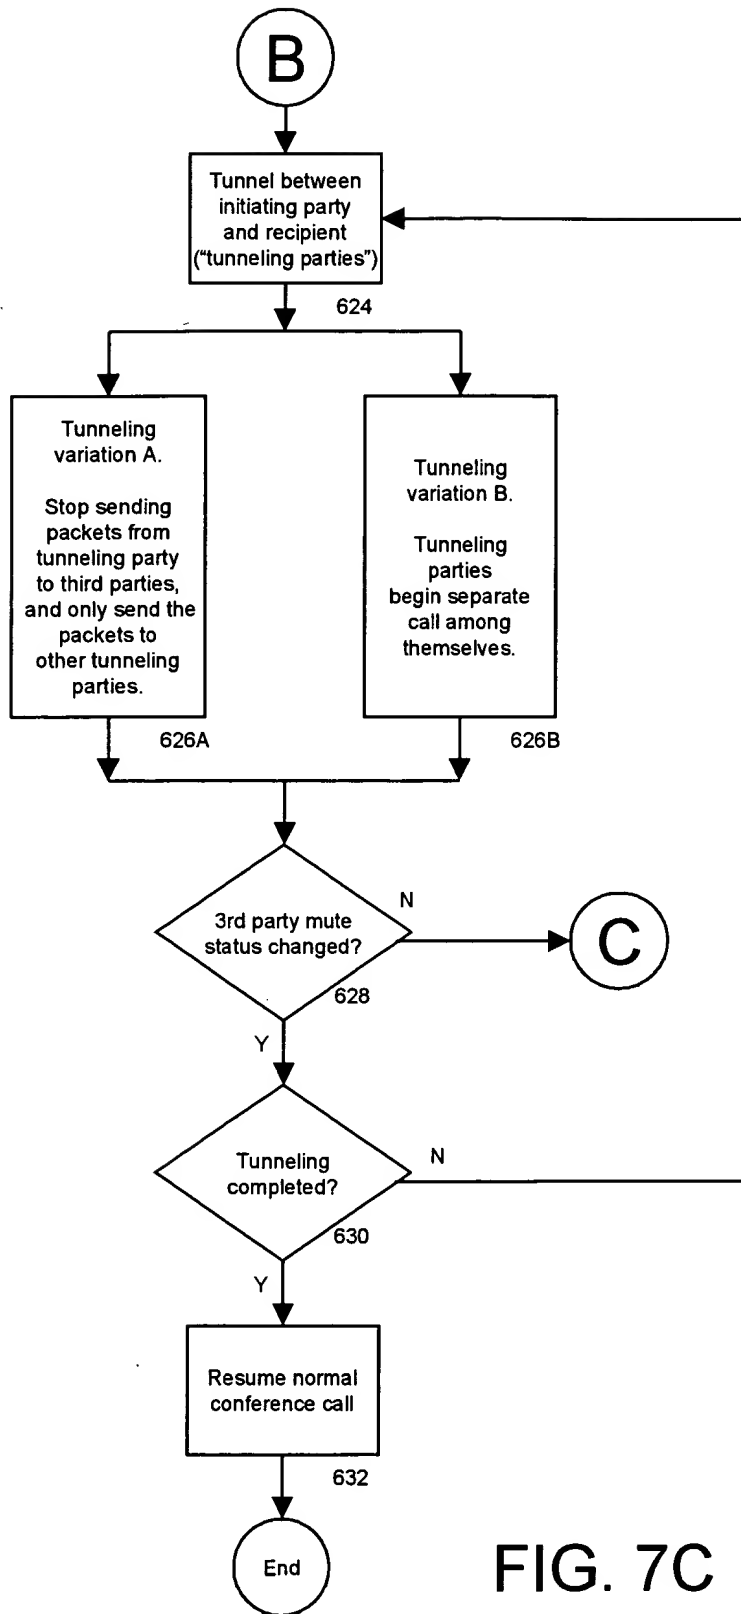 B
Tunnel between
initiating party
and recipient
("tunneling parties")
624
Tunneling
variation A.
Stop sending
packets from
tunneling party
to third parties,
and only send the
packets to
other tunneling
parties.
626A
Tunneling
variation B.
Tunneling
parties
begin separate
call among
themselves.
626B
3rd party mute
status changed?
N
C
628
Y
Tunneling
completed?
N
630
Y
Resume normal
conference call
632
End
FIG. 7C